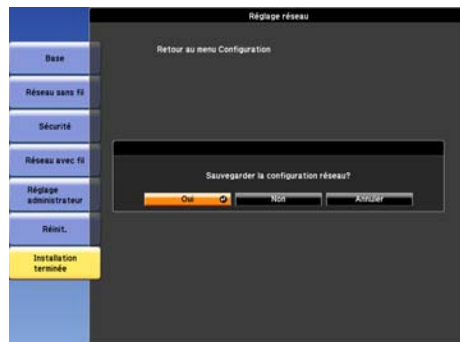 Réglage réseau
Retour au menu Configuration
Base
Réseau sans fil
Sécurité
Réseau avec fil
Réglage
administrateur
Réinit.
Installation
terminée
Sauvegarder la configuration réseau?
Oui Non Annuler